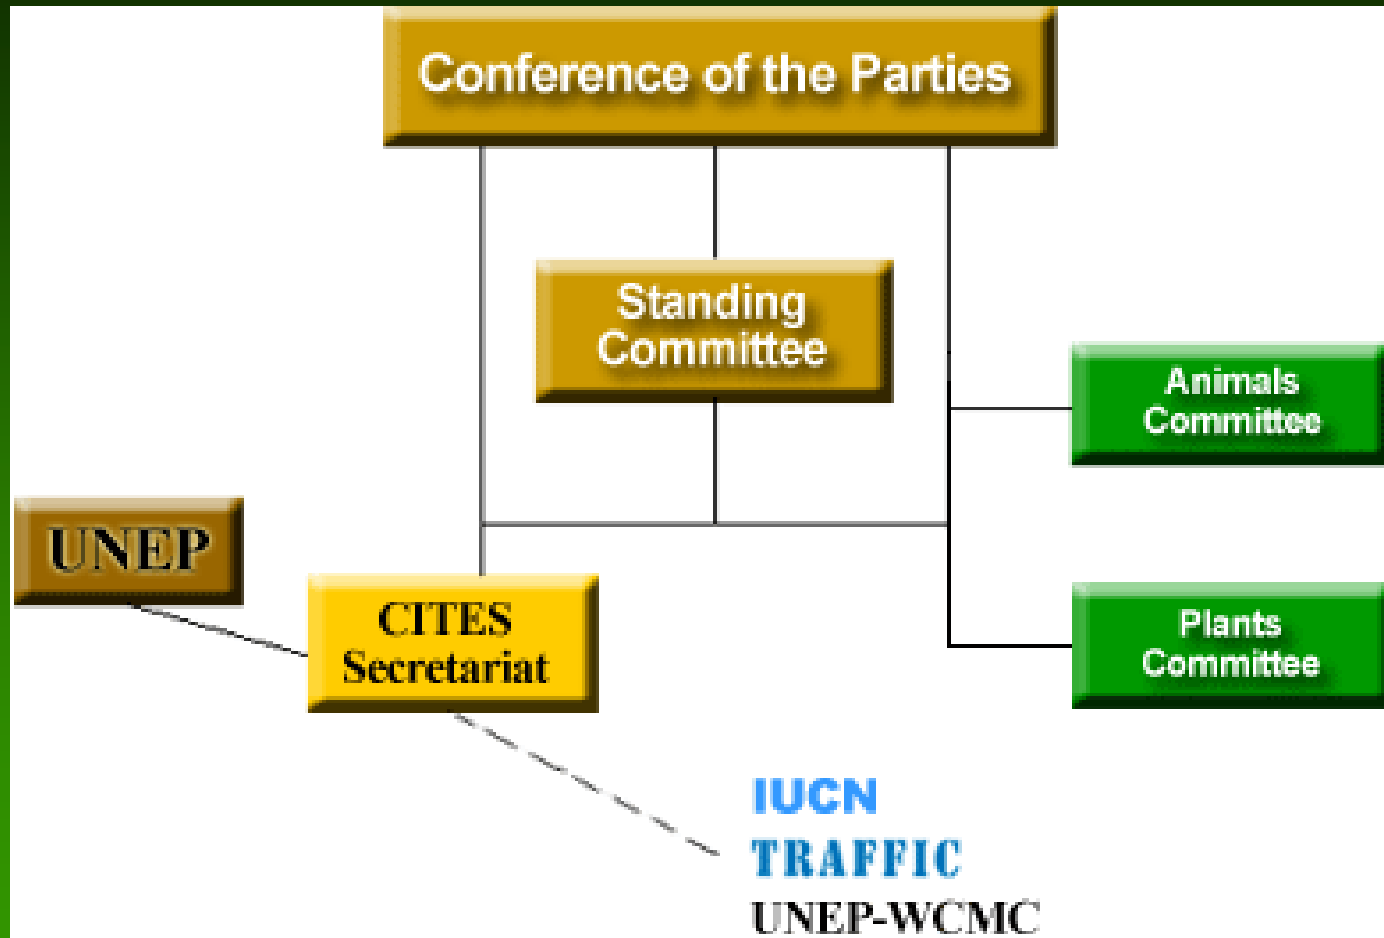 Conference of the Parties
Standing
Committee
Animals
Committee
UNEP
CITES
Secretariat
Plants
Committee
IUCN
TRAFFIC
UNEP-WCMC